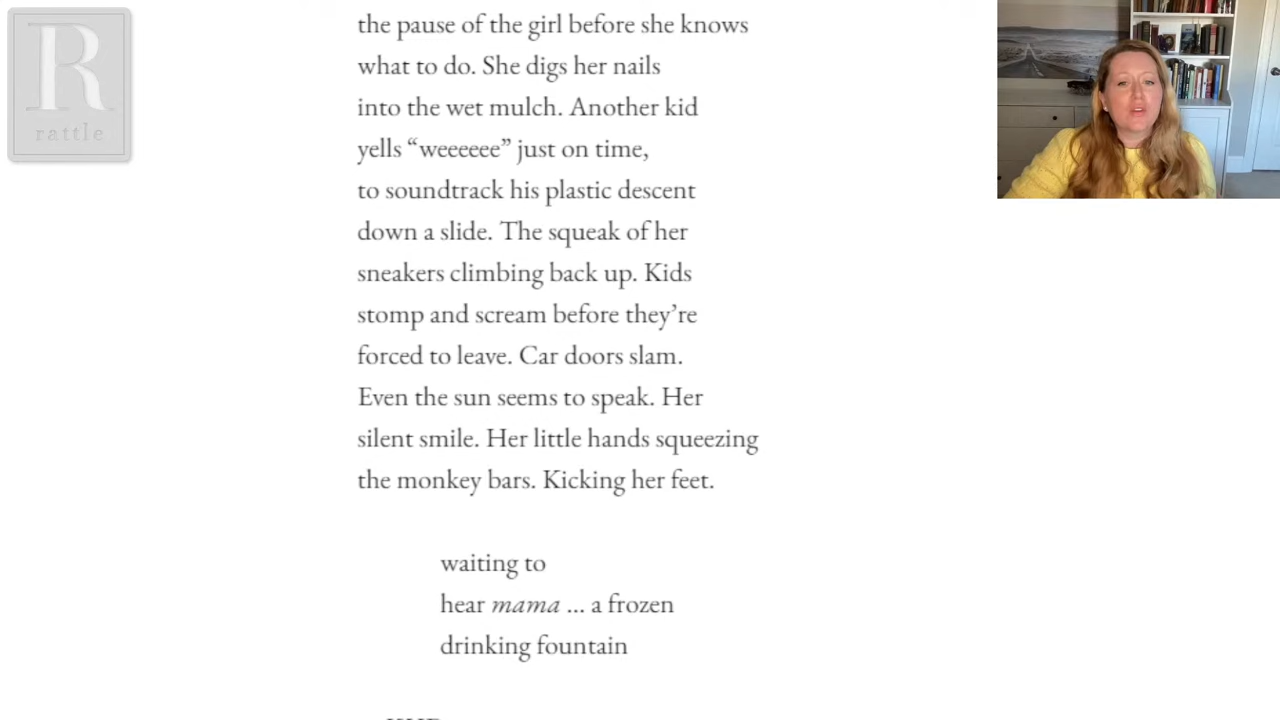 R
rattle
the pause of the girl before she knows
what to do. She digs her nails
into the wet mulch. Another kid
yells “weeeeee” just on time,
to soundtrack his plastic descent
down a slide. The squeak of her
sneakers climbing back up. Kids
stomp and scream before they’re
forced to leave. Car doors slam.
Even the sun seems to speak. Her
silent smile. Her little hands squeezing
the monkey bars. Kicking her feet.
waiting to
hear mama ... a frozen
drinking fountain